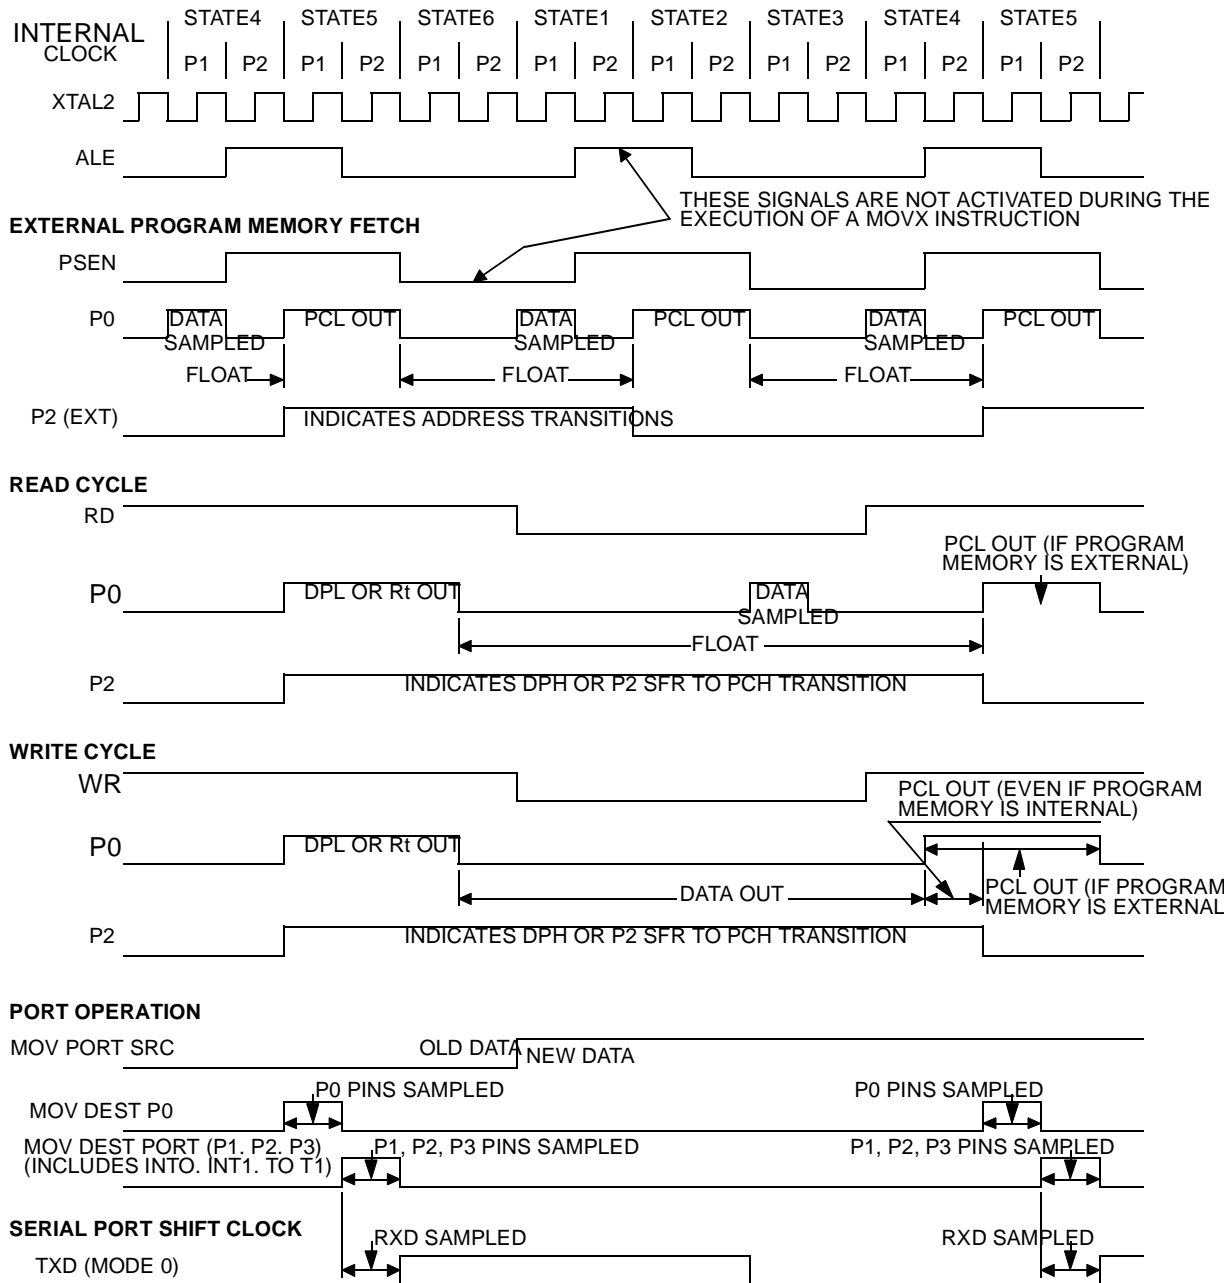 INTERNAL
CLOCK
STATE4 STATE5 STATE6 STATE1 STATE2 STATE3 STATE4 STATE5
P1 P2 P1 P2 P1 P2 P1 P2 P1 P2 P1 P2 P1 P2 P1 P2
XTAL2
ALE
THESE SIGNALS ARE NOT ACTIVATED DURING THE
EXECUTION OF A MOVX INSTRUCTION
EXTERNAL PROGRAM MEMORY FETCH
PSEN
P0 DATA PCL OUT DATA PCL OUT DATA PCL OUT
SAMPLED SAMPLED SAMPLED
FLOAT FLOAT FLOAT
P2 (EXT) INDICATES ADDRESS TRANSITIONS
READ CYCLE
RD
PCL OUT (IF PROGRAM
MEMORY IS EXTERNAL)
P0 DPL OR Rt OUT DATA
SAMPLED
FLOAT
P2 INDICATES DPH OR P2 SFR TO PCH TRANSITION
WRITE CYCLE
WR
PCL OUT (EVEN IF PROGRAM
MEMORY IS INTERNAL)
P0 DPL OR Rt OUT
DATA OUT
PCL OUT (IF PROGRAM
MEMORY IS EXTERNAL
P2 INDICATES DPH OR P2 SFR TO PCH TRANSITION
PORT OPERATION
MOV PORT SRC OLD DATA NEW DATA
P0 PINS SAMPLED P0 PINS SAMPLED
MOV DEST P0
MOV DEST PORT (P1. P2. P3) P1, P2, P3 PINS SAMPLED P1, P2, P3 PINS SAMPLED
(INCLUDES INTO. INT1. TO T1)
SERIAL PORT SHIFT CLOCK
RXD SAMPLED RXD SAMPLED
TXD (MODE 0)